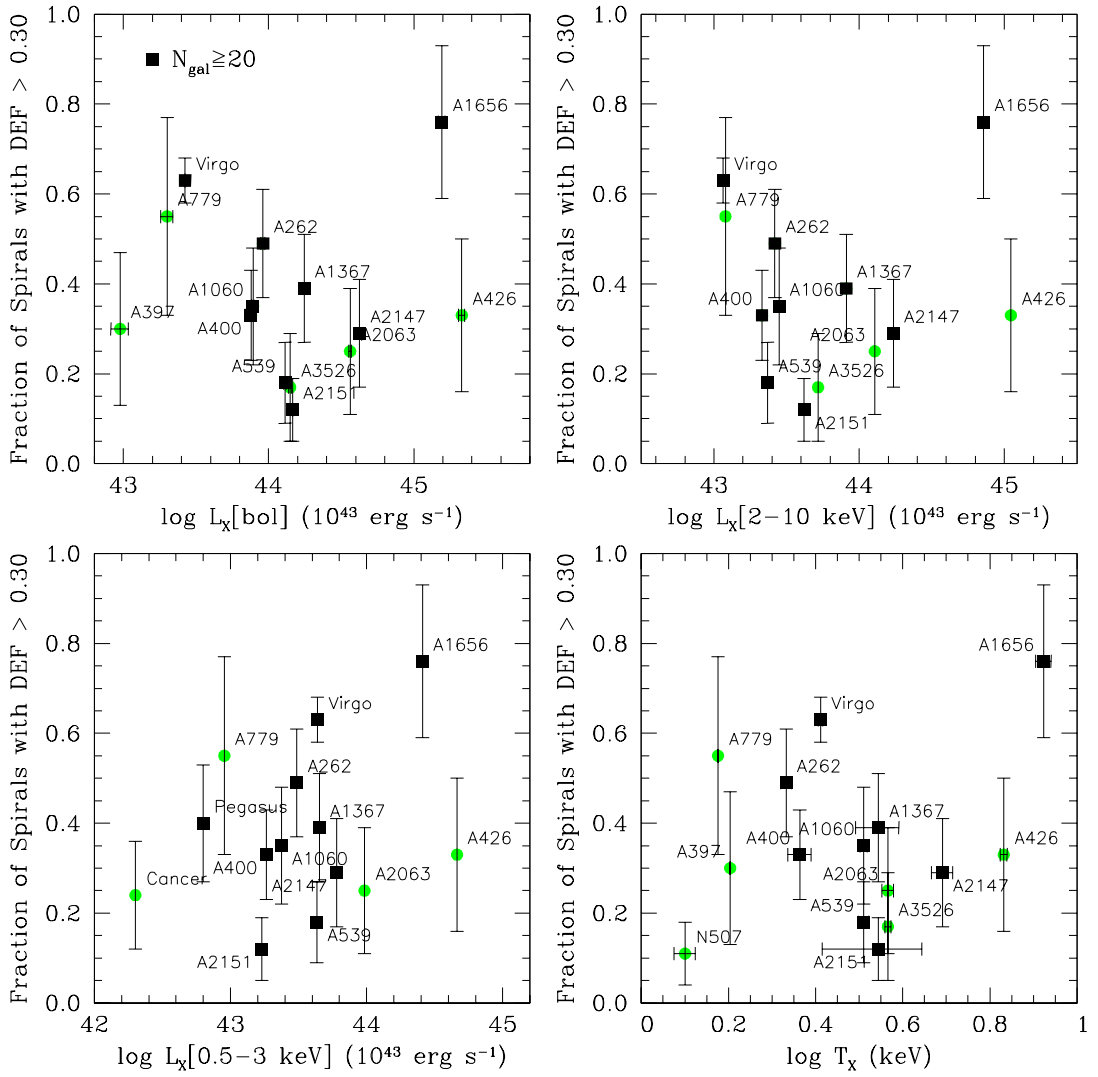 Fraction of Spirals with DEF > 0.30
1.0
0.8
0.6
0.4
0.2
0.0
N_gal≧20
A1656
Virgo
A779
A262
A1367
A1060
A397
A400
A2147
A2063
A426
A539
A3526
A2151
43
44
45
log L_X[bol] (10⁴³ erg s⁻¹)
Fraction of Spirals with DEF > 0.30
1.0
0.8
0.6
0.4
0.2
0.0
A1656
Virgo
A779
A262
A1367
A400
A1060
A426
A2063
A2147
A539
A3526
A2151
43
44
45
log L_X[2−10 keV] (10⁴³ erg s⁻¹)
Fraction of Spirals with DEF > 0.30
1.0
0.8
0.6
0.4
0.2
0.0
A1656
Virgo
A779
A262
Pegasus
A1367
A426
A400
A1060
Cancer
A2147
A2063
A539
A2151
42
43
44
45
log L_X[0.5−3 keV] (10⁴³ erg s⁻¹)
Fraction of Spirals with DEF > 0.30
1.0
0.8
0.6
0.4
0.2
0.0
A1656
Virgo
A779
A262
A1367
A400
A1060
A426
A397
A2063
A2147
A539
A3526
N507
A2151
0
0.2
0.4
0.6
0.8
1
log T_X (keV)